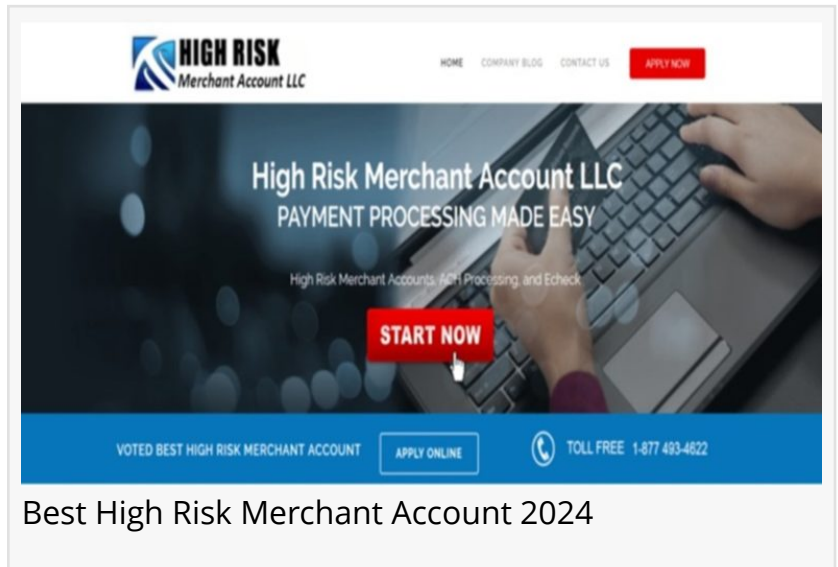 HIGH RISK
Merchant Account LLC
HOME COMPANY BLOG CONTACT US APPLY NOW
High Risk Merchant Account LLC
PAYMENT PROCESSING MADE EASY
High Risk Merchant Accounts, ACH Processing, and Echeck
START NOW
VOTED BEST HIGH RISK MERCHANT ACCOUNT APPLY ONLINE TOLL FREE 1-877 493-4622
Best High Risk Merchant Account 2024